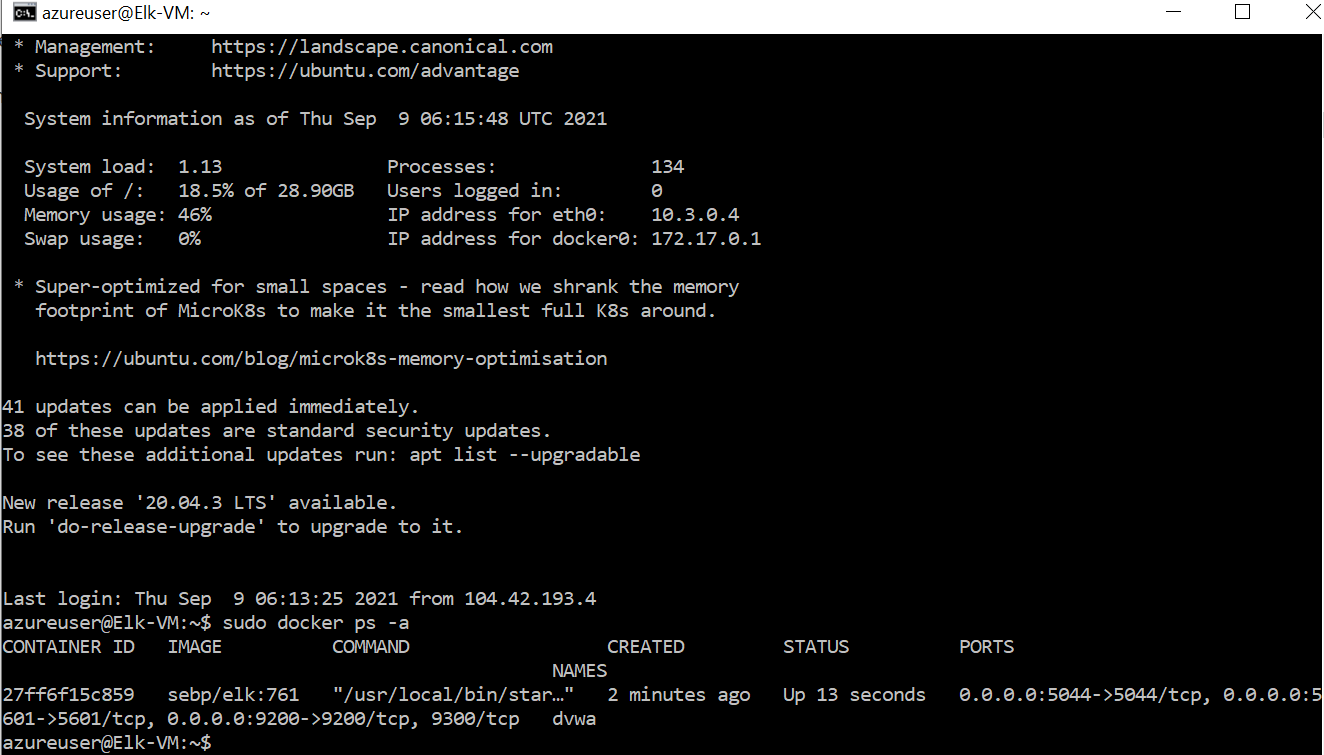 azureuser@Elk-VM: ~
* Management:     https://landscape.canonical.com
* Support:        https://ubuntu.com/advantage
System information as of Thu Sep  9 06:15:48 UTC 2021
System load:  1.13               Processes:              134
Usage of /:   18.5% of 28.90GB   Users logged in:        0
Memory usage: 46%                IP address for eth0:    10.3.0.4
Swap usage:   0%                 IP address for docker0: 172.17.0.1
* Super-optimized for small spaces - read how we shrank the memory
footprint of MicroK8s to make it the smallest full K8s around.
https://ubuntu.com/blog/microk8s-memory-optimisation
41 updates can be applied immediately.
38 of these updates are standard security updates.
To see these additional updates run: apt list --upgradable
New release '20.04.3 LTS' available.
Run 'do-release-upgrade' to upgrade to it.
Last login: Thu Sep  9 06:13:25 2021 from 104.42.193.4
azureuser@Elk-VM:~$ sudo docker ps -a
CONTAINER ID   IMAGE          COMMAND                  CREATED         STATUS          PORTS
NAMES
27ff6f15c859   sebp/elk:761   "/usr/local/bin/star…"   2 minutes ago   Up 13 seconds   0.0.0.0:5044->5044/tcp, 0.0.0.0:5
601->5601/tcp, 0.0.0.0:9200->9200/tcp, 9300/tcp   dvwa
azureuser@Elk-VM:~$